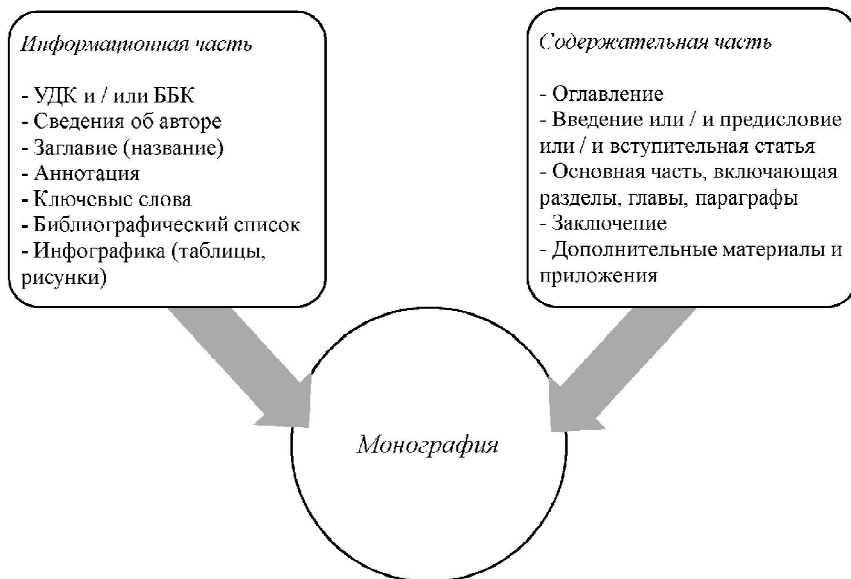 Информационная часть
- УДК и / или ББК
- Сведения об авторе
- Заглавие (название)
- Аннотация
- Ключевые слова
- Библиографический список
- Инфографика (таблицы,
рисунки)
Содержательная часть
- Оглавление
- Введение или / и предисловие
или / и вступительная статья
- Основная часть, включающая
разделы, главы, параграфы
- Заключение
- Дополнительные материалы и
приложения
Монография